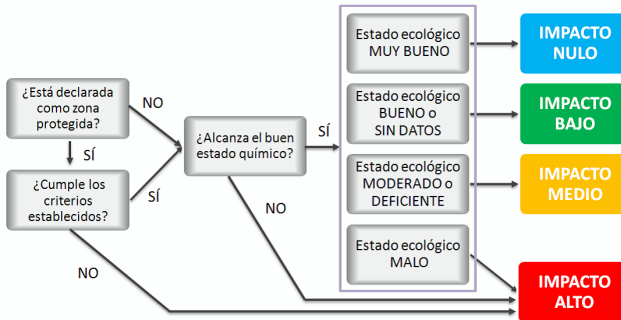 ¿Está declarada
como zona
protegida?
NO
SÍ
¿Cumple los
criterios
establecidos?
SÍ
NO
¿Alcanza el buen
estado químico?
SÍ
NO
Estado ecológico
MUY BUENO
Estado ecológico
BUENO o
SIN DATOS
Estado ecológico
MODERADO o
DEFICIENTE
Estado ecológico
MALO
IMPACTO
NULO
IMPACTO
BAJO
IMPACTO
MEDIO
IMPACTO
ALTO